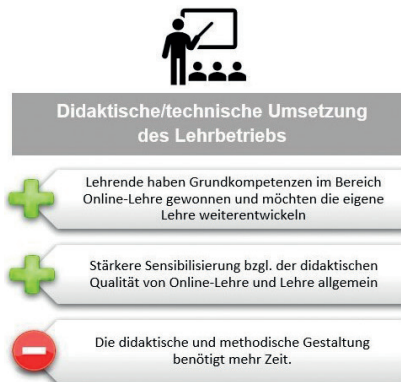 Didaktische/technische Umsetzung
des Lehrbetriebs
Lehrende haben Grundkompetenzen im Bereich
Online-Lehre gewonnen und möchten die eigene
Lehre weiterentwickeln
Stärkere Sensibilisierung bzgl. der didaktischen
Qualität von Online-Lehre und Lehre allgemein
Die didaktische und methodische Gestaltung
benötigt mehr Zeit.